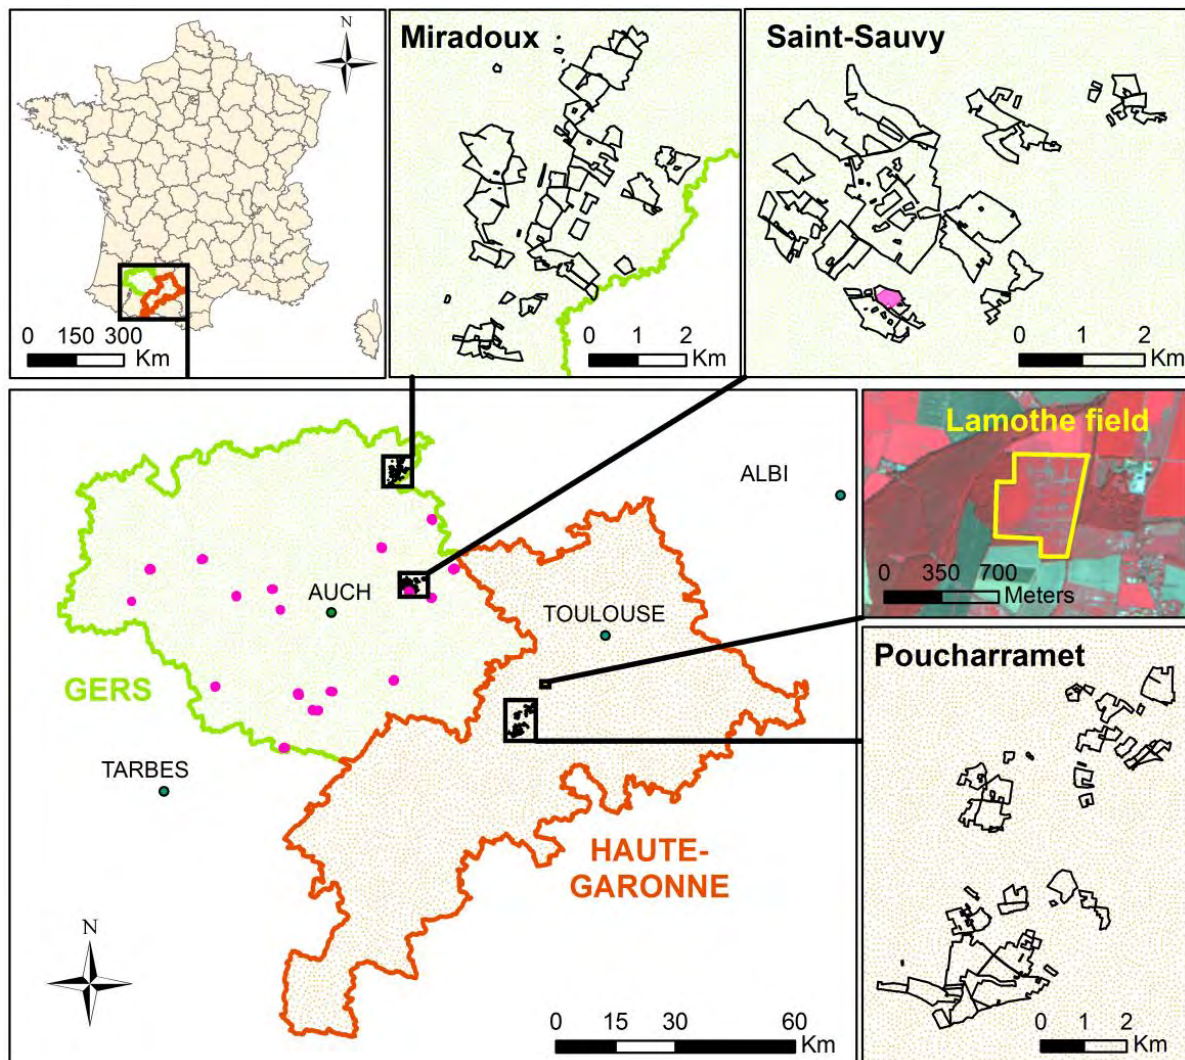 N
0 150 300
Km
Miradoux
0 1 2
Km
Saint-Sauvy
0 1 2
Km
ALBI
AUCH
TOULOUSE
GERS
TARBES
HAUTE-
GARONNE
N
0 15 30 60
Km
Lamothe field
0 350 700
Meters
Poucharramet
0 1 2
Km